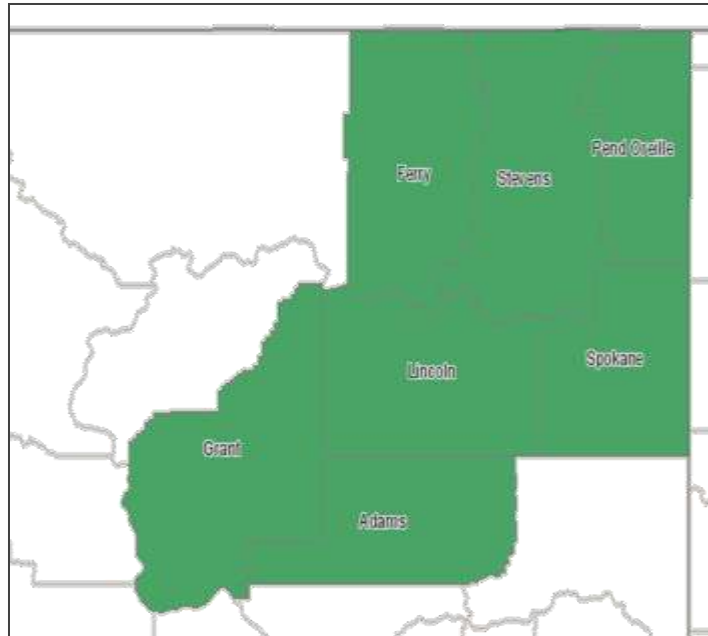 Pend Oreille
Ferry
Stevens
Spokane
Lincoln
Grant
Adams